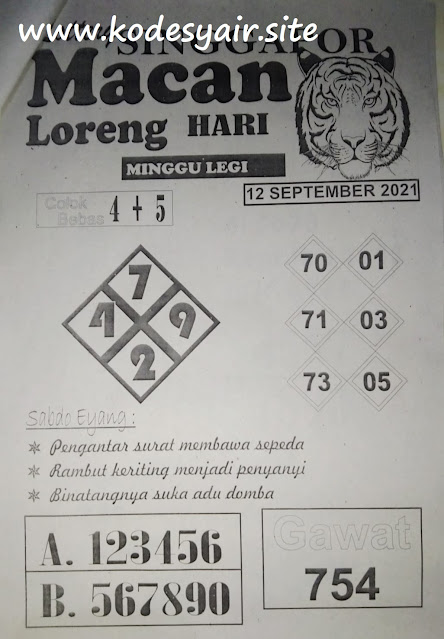 www.kodesyair.site
SINGGAPOR
Macan
Loreng HARI
MINGGU LEGI
12 SEPTEMBER 2021
Colok Bebas 4 + 5
7
4 9
2
70 01
71 03
73 05
Sabdo Eyang :
Pengantar surat membawa sepeda
Rambut keriting menjadi penyanyi
Binatangnya suka adu domba
A. 123456
B. 567890
Gawat
754